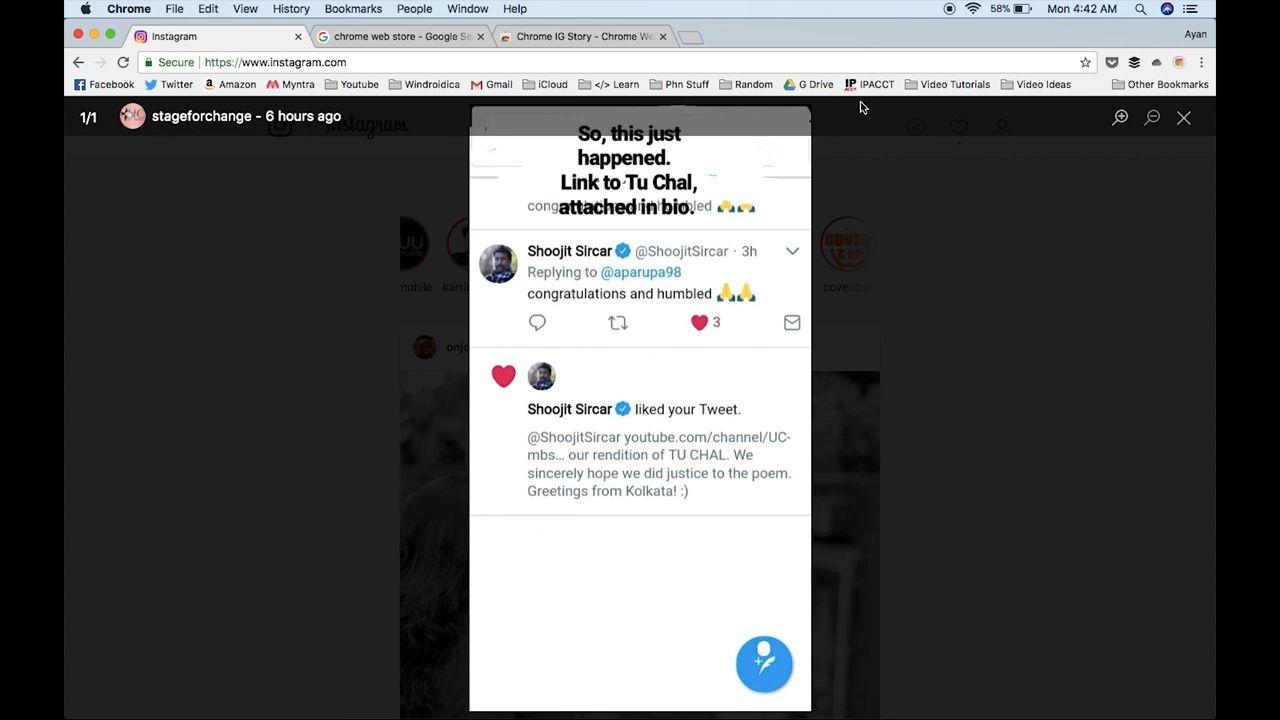 Chrome File Edit View History Bookmarks People Window Help 58% Mon 4:42 AM
Instagram chrome web store - Google Se Chrome IG Story - Chrome We Ayan
Secure https://www.instagram.com
Facebook Twitter Amazon Myntra Youtube Windroidica Gmail iCloud </> Learn Phn Stuff Random G Drive IPACCT Video Tutorials Video Ideas Other Bookmarks
1/1 stageforchange - 6 hours ago
Instagram
So, this just
happened.
Link to Tu Chal,
attached in bio.
Shoojit Sircar @ShoojitSircar · 3h
Replying to @aparupa98
congratulations and humbled
3
Shoojit Sircar liked your Tweet.
@ShoojitSircar youtube.com/channel/UC-
mbs... our rendition of TU CHAL. We
sincerely hope we did justice to the poem.
Greetings from Kolkata! :)